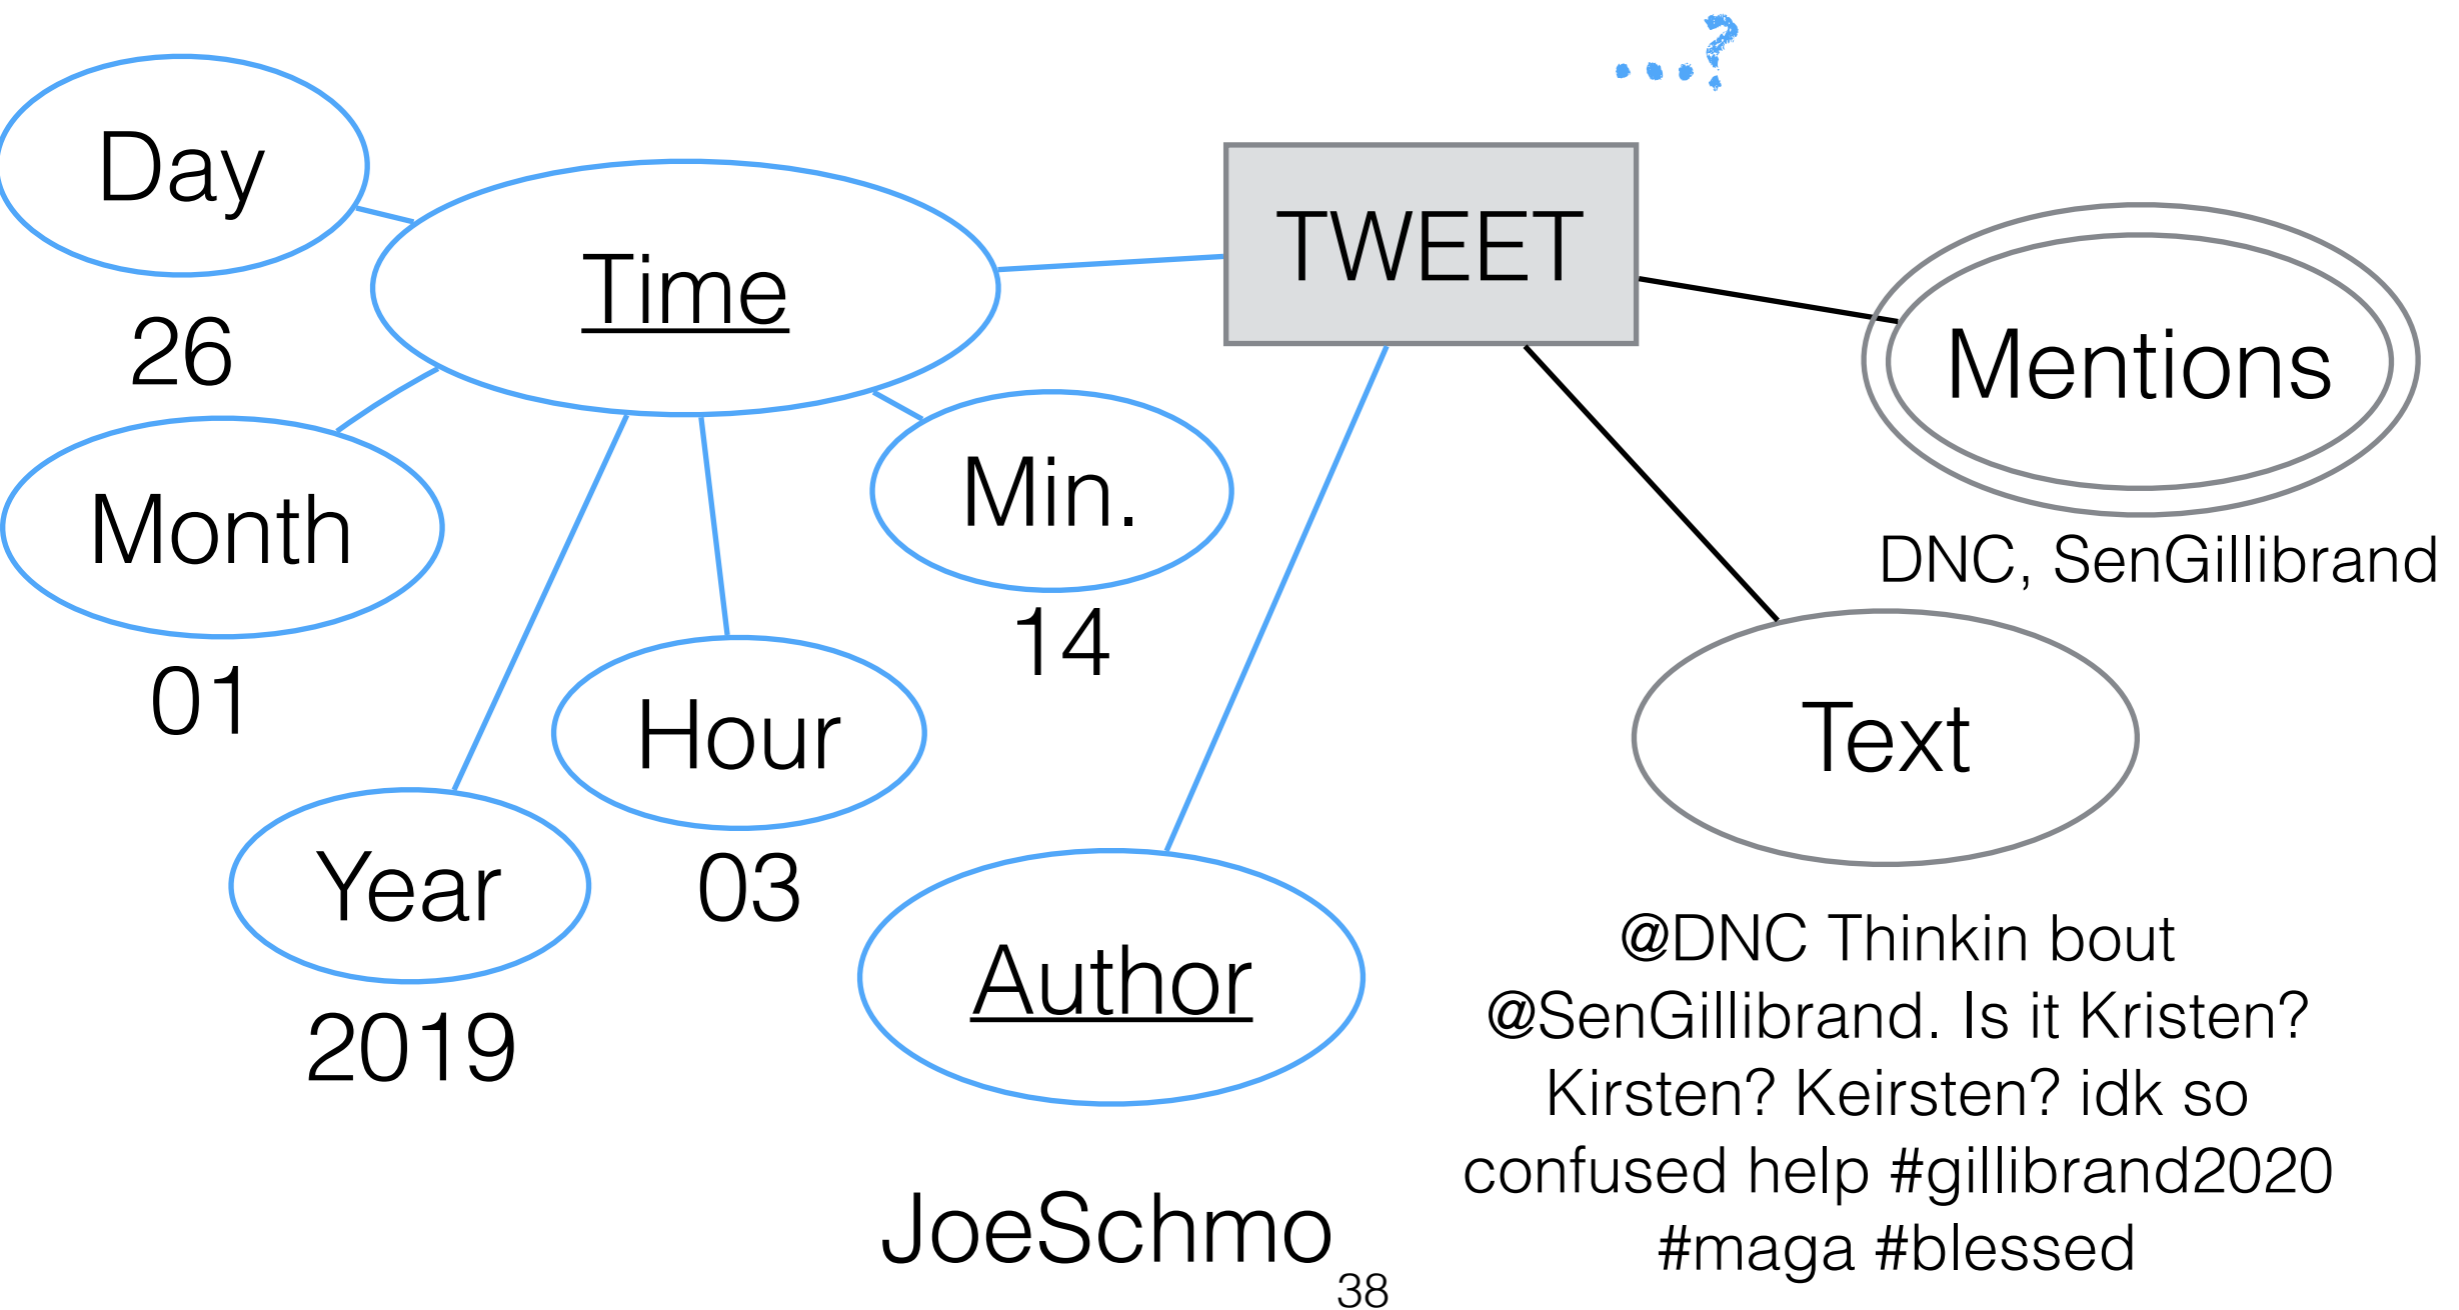 ...?
Day
26
Time
TWEET
Mentions
DNC, SenGillibrand
Month
01
Min.
14
Hour
03
Year
2019
Text
@DNC Thinkin bout
@SenGillibrand. Is it Kristen?
Kirsten? Keirsten? idk so
confused help #gillibrand2020
#maga #blessed
Author
JoeSchmo
38